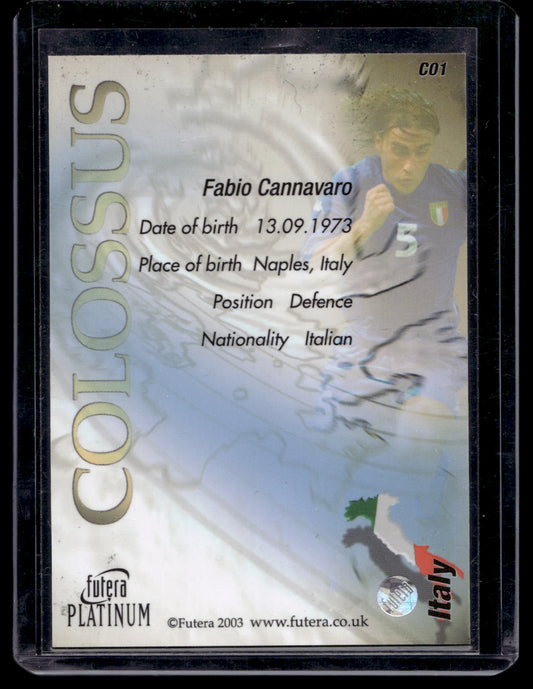 C01
COLOSSUS
Fabio Cannavaro
Date of birth 13.09.1973
Place of birth Naples, Italy
Position Defence
Nationality Italian
5
Italy
futera
futera
PLATINUM
©Futera 2003 www.futera.co.uk